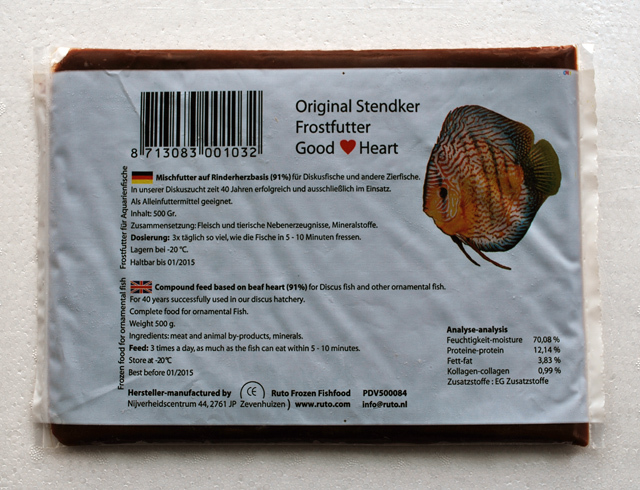 8 713083 001032
Original Stendker
Frostfutter
Good ❤ Heart
Frostfutter für Aquarienfische
Mischfutter auf Rinderherzbasis (91%) für Diskusfische und andere Zierfische.
In unserer Diskuszucht zeit 40 Jahren erfolgreich und ausschließlich im Einsatz.
Als Alleinfuttermittel geeignet.
Inhalt: 500 Gr.
Zusammensetzung: Fleisch und tierische Nebenerzeugnisse, Mineralstoffe.
Dosierung: 3x täglich so viel, wie die Fische in 5 - 10 Minuten fressen.
Lagern bei -20 °C.
Haltbar bis 01/2015
Frozen food for ornamental fish
Compound feed based on beaf heart (91%) for Discus fish and other ornamental fish.
For 40 years successfully used in our discus hatchery.
Complete food for ornamental Fish.
Weight 500 g.
Ingredients: meat and animal by-products, minerals.
Feed: 3 times a day, as much as the fish can eat within 5 - 10 minutes.
Store at -20°C
Best before 01/2015
Analyse-analysis
Feuchtigkeit-moisture 70,08 %
Proteine-protein 12,14 %
Fett-fat 3,83 %
Kollagen-collagen 0,99 %
Zusatzstoffe : EG Zusatzstoffe
Hersteller-manufactured by CE Ruto Frozen Fishfood PDV500084
Nijverheidscentrum 44, 2761 JP Zevenhuizen ) www.ruto.com info@ruto.nl